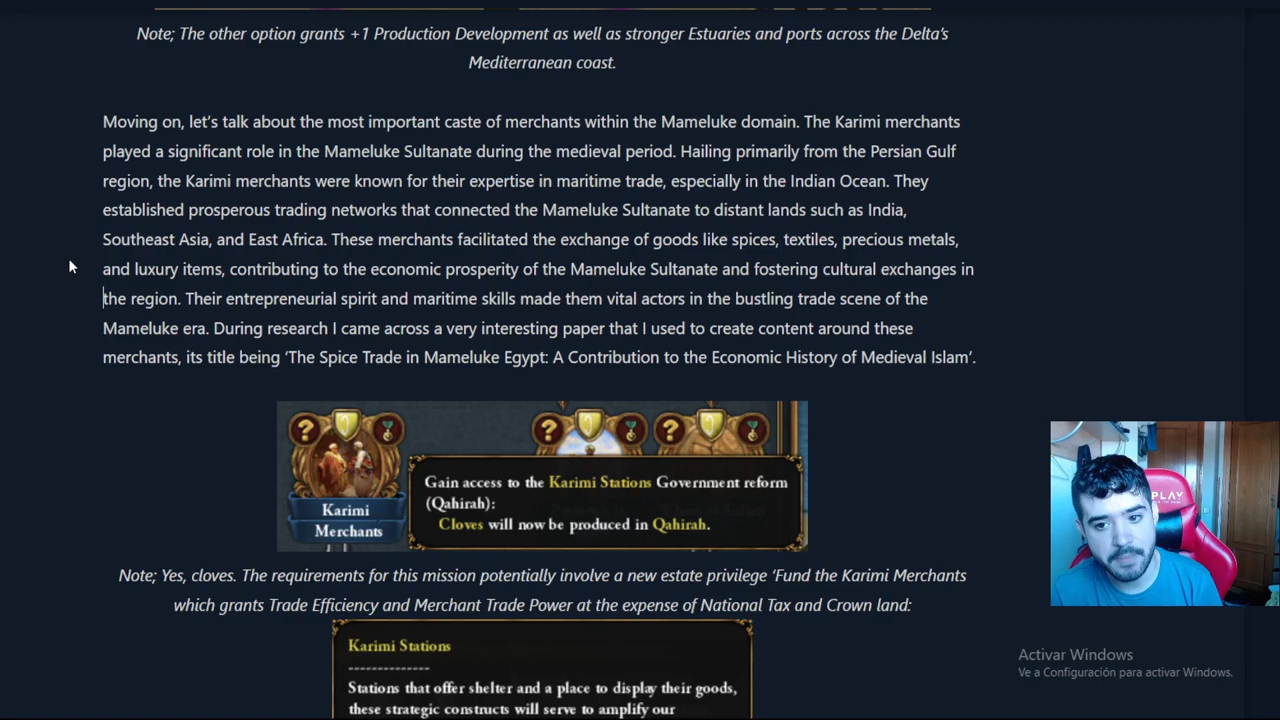 Note; The other option grants +1 Production Development as well as stronger Estuaries and ports across the Delta's
Mediterranean coast.
Moving on, let's talk about the most important caste of merchants within the Mameluke domain. The Karimi merchants
played a significant role in the Mameluke Sultanate during the medieval period. Hailing primarily from the Persian Gulf
region, the Karimi merchants were known for their expertise in maritime trade, especially in the Indian Ocean. They
established prosperous trading networks that connected the Mameluke Sultanate to distant lands such as India,
Southeast Asia, and East Africa. These merchants facilitated the exchange of goods like spices, textiles, precious metals,
and luxury items, contributing to the economic prosperity of the Mameluke Sultanate and fostering cultural exchanges in
the region. Their entrepreneurial spirit and maritime skills made them vital actors in the bustling trade scene of the
Mameluke era. During research I came across a very interesting paper that I used to create content around these
merchants, its title being ‘The Spice Trade in Mameluke Egypt: A Contribution to the Economic History of Medieval Islam’.
? ? ?
Karimi
Merchants
Gain access to the Karimi Stations Government reform
(Qahirah):
Cloves will now be produced in Qahirah.
Note; Yes, cloves. The requirements for this mission potentially involve a new estate privilege ‘Fund the Karimi Merchants
which grants Trade Efficiency and Merchant Trade Power at the expense of National Tax and Crown land:
Karimi Stations
--------------
Stations that offer shelter and a place to display their goods,
these strategic constructs will serve to amplify our
PLAY
Activar Windows
Ve a Configuración para activar Windows.